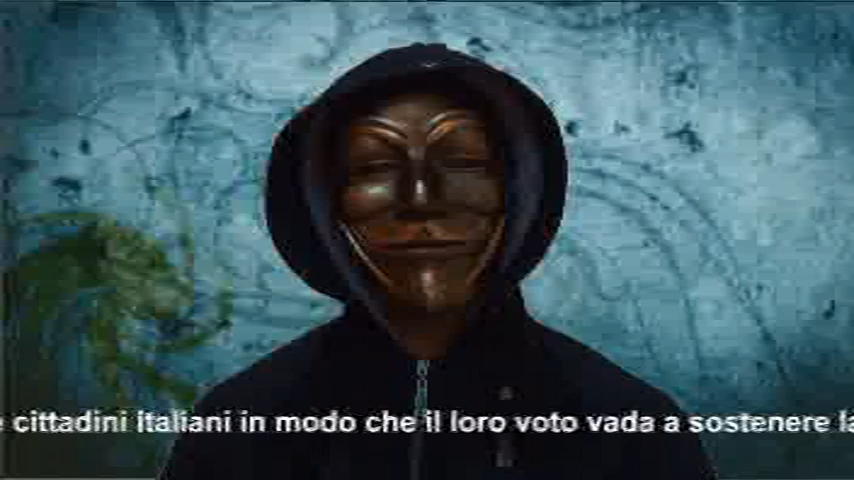 e cittadini italiani in modo che il loro voto vada a sostenere la